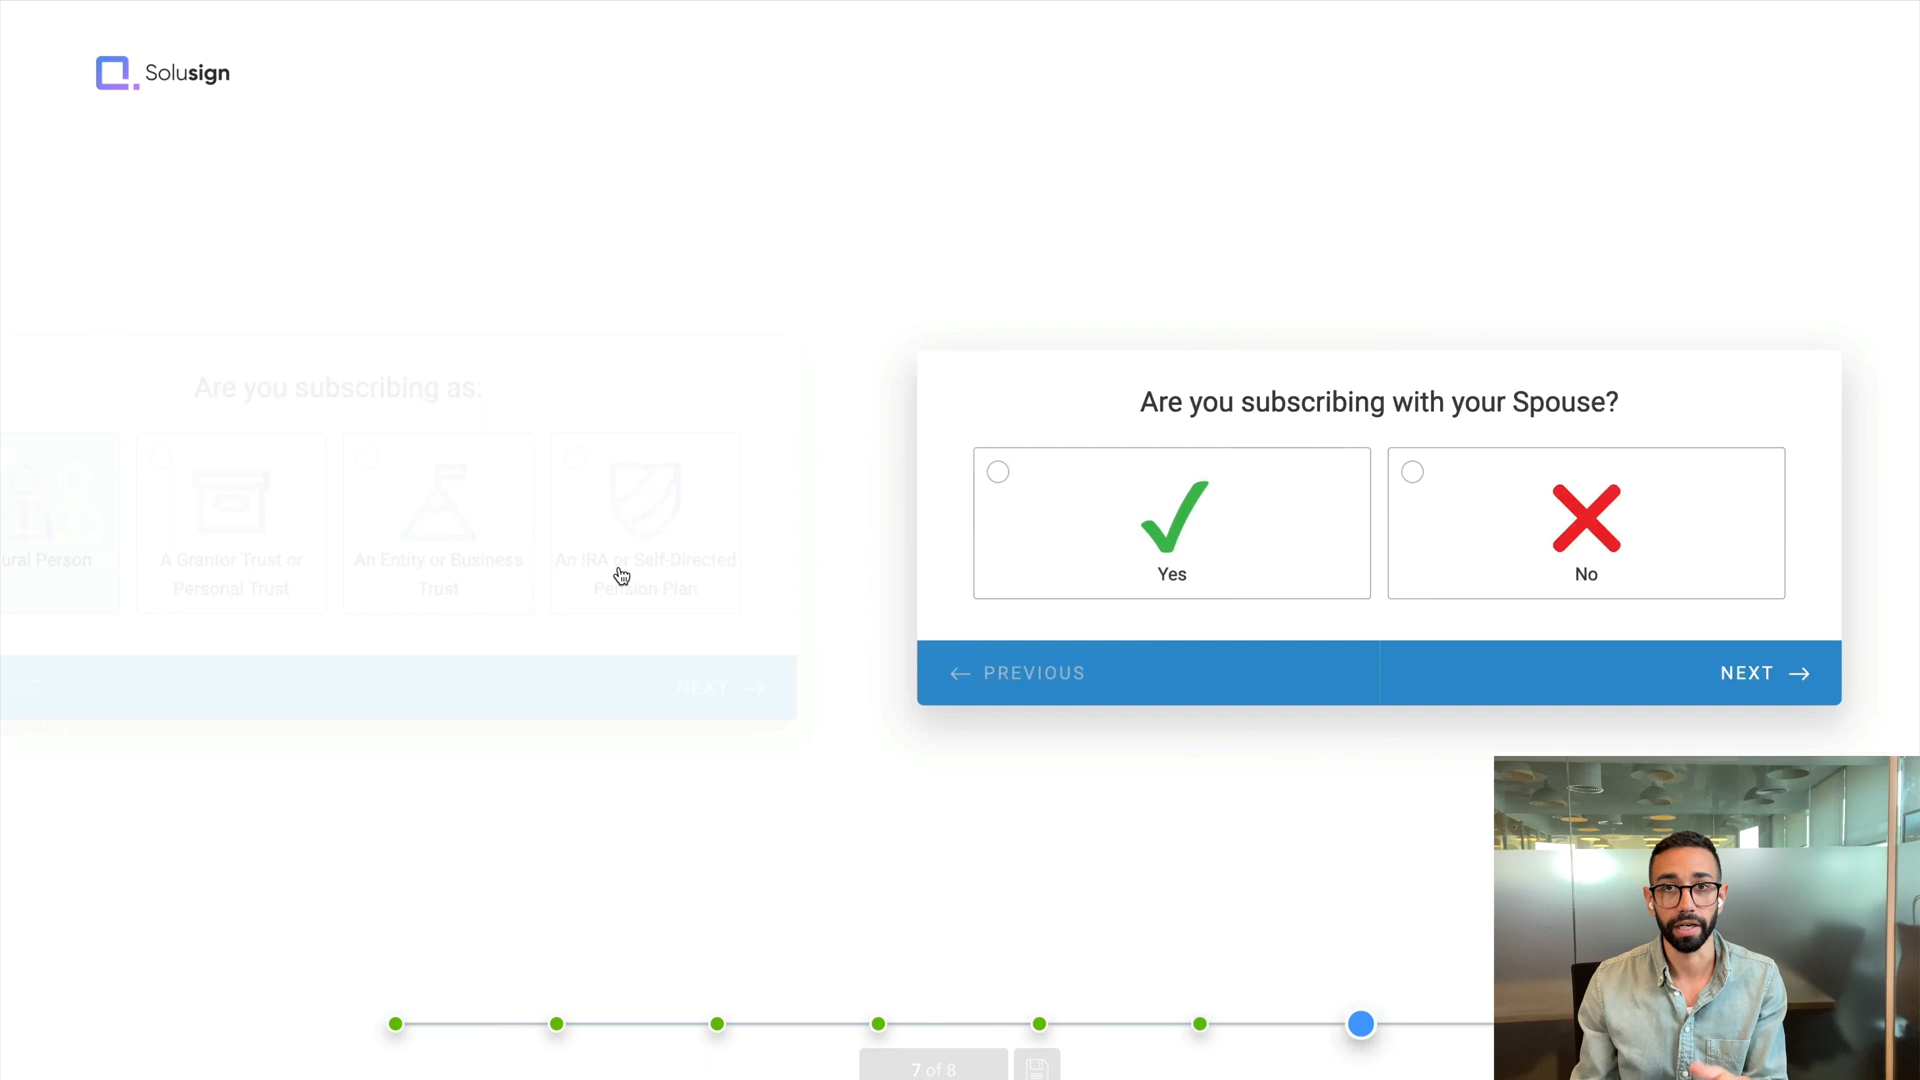 Solusign
Are you subscribing as:
ural Person
A Grantor Trust or
Personal Trust
An Entity or Business
Trust
An IRA or Self-Directed
Pension Plan
NEXT
Are you subscribing with your Spouse?
Yes
No
PREVIOUS
NEXT
7 of 8